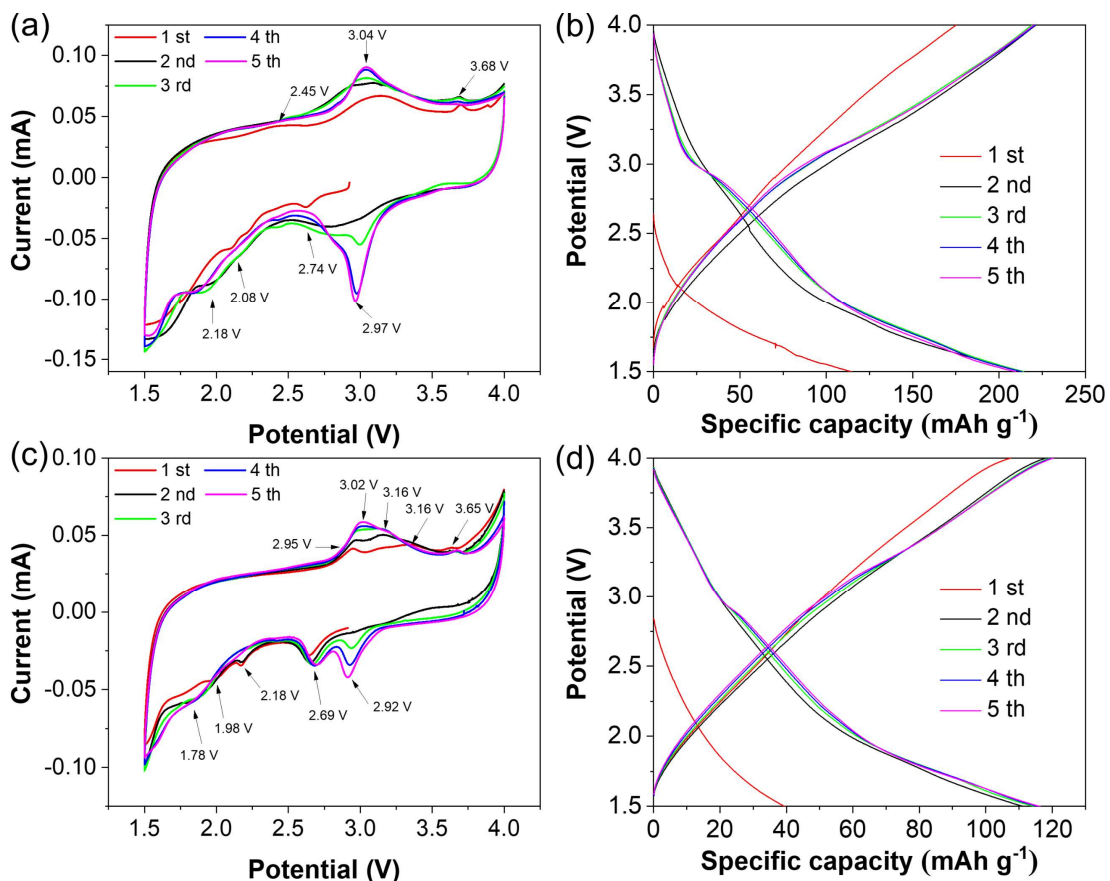 (a)
1 st
4 th
2 nd
5 th
3 rd
2.45 V
3.04 V
3.68 V
2.18 V
2.08 V
2.74 V
2.97 V
0.10
0.05
0.00
-0.05
-0.10
-0.15
Current (mA)
1.5
2.0
2.5
3.0
3.5
4.0
Potential (V)
(b)
4.0
3.5
3.0
2.5
2.0
1.5
Potential (V)
1 st
2 nd
3 rd
4 th
5 th
0
50
100
150
200
250
Specific capacity (mAh g⁻¹)
(c)
1 st
4 th
2 nd
5 th
3 rd
2.95 V
3.02 V
3.16 V
3.16 V
3.65 V
1.78 V
1.98 V
2.18 V
2.69 V
2.92 V
0.10
0.05
0.00
-0.05
-0.10
Current (mA)
1.5
2.0
2.5
3.0
3.5
4.0
Potential (V)
(d)
4.0
3.5
3.0
2.5
2.0
1.5
Potential (V)
1 st
2 nd
3 rd
4 th
5 th
0
20
40
60
80
100
120
Specific capacity (mAh g⁻¹)